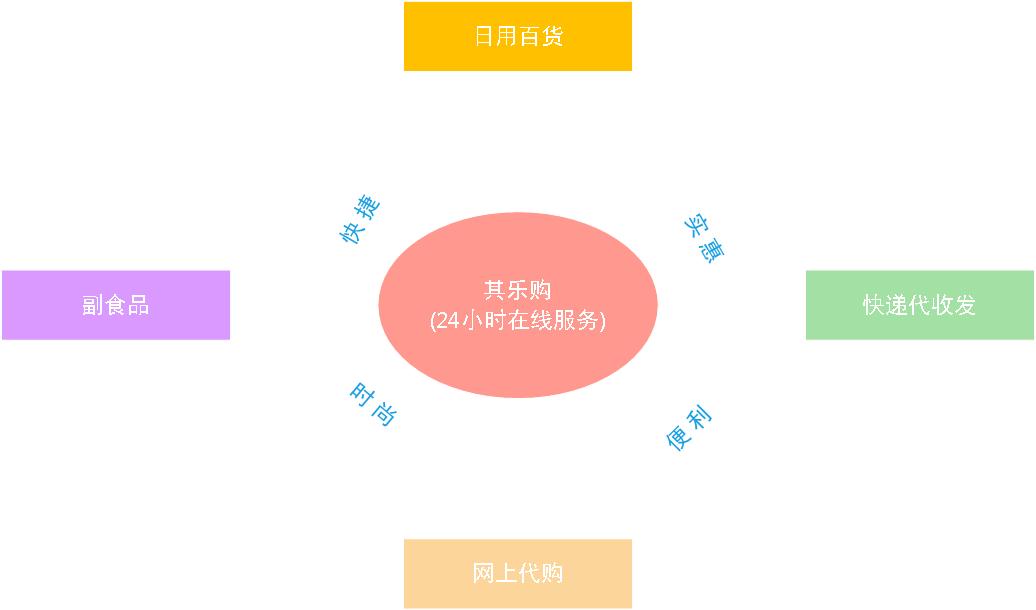 日用百货
快捷
实惠
副食品
其乐购
(24小时在线服务)
快递代收发
时尚
便利
网上代购